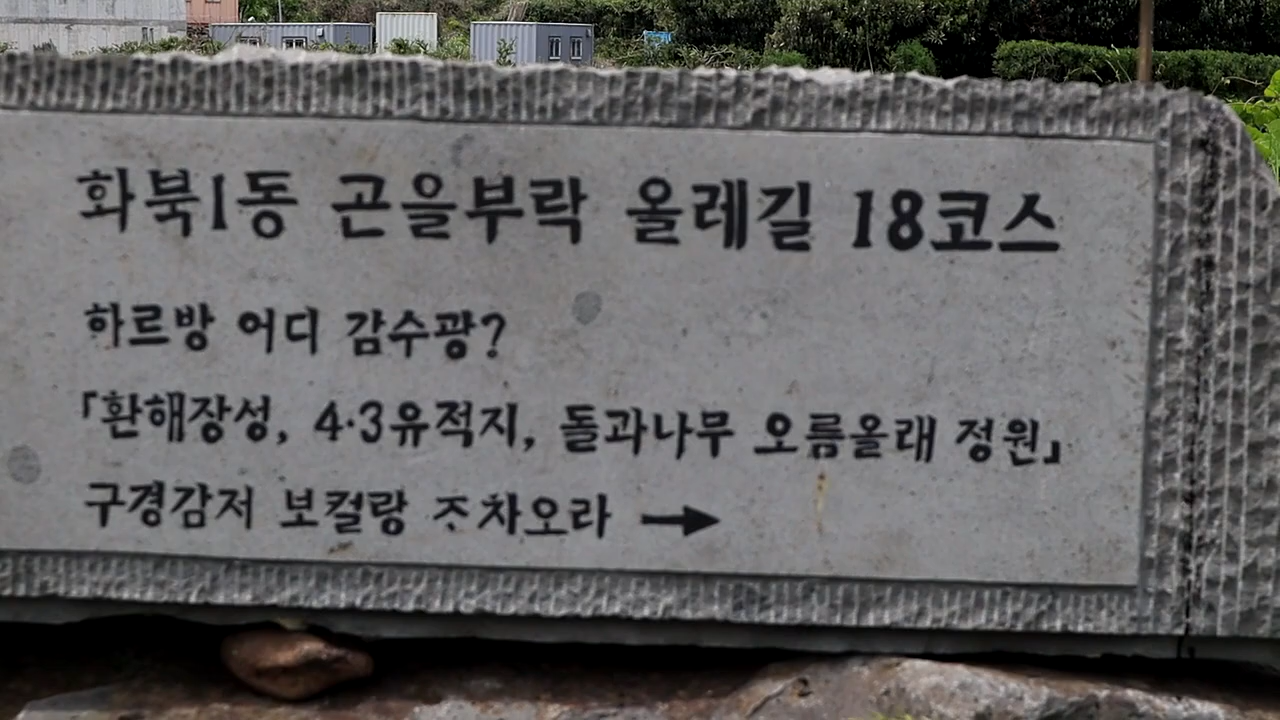 화북1동 곤을부락 올레길 18코스
하르방 어디 감수광?
「환해장성, 4·3유적지, 돌과나무 오름올래 정원」
구경감저 보컬랑 조차오라 →